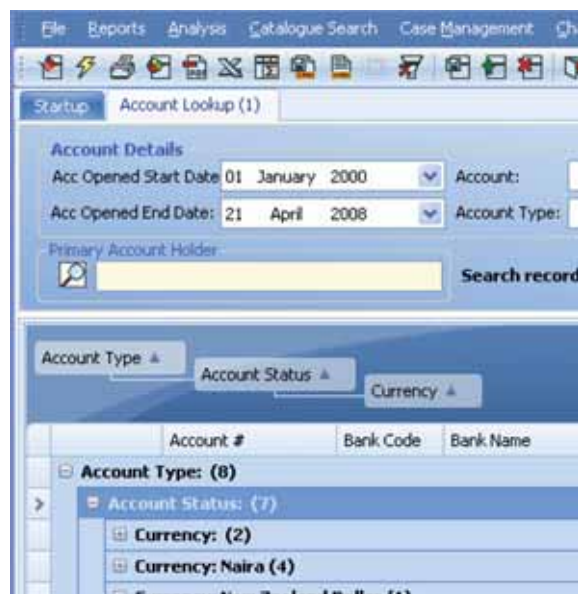 File Reports Analysis Catalogue Search Case Management Ch
Startup Account Lookup (1)
Account Details
Acc Opened Start Date 01 January 2000 Account:
Acc Opened End Date: 21 April 2008 Account Type:
Primary Account Holder
Search record
Account Type
Account Status
Currency
Account # Bank Code Bank Name
Account Type: (8)
Account Status: (7)
Currency: (2)
Currency: Naira (4)